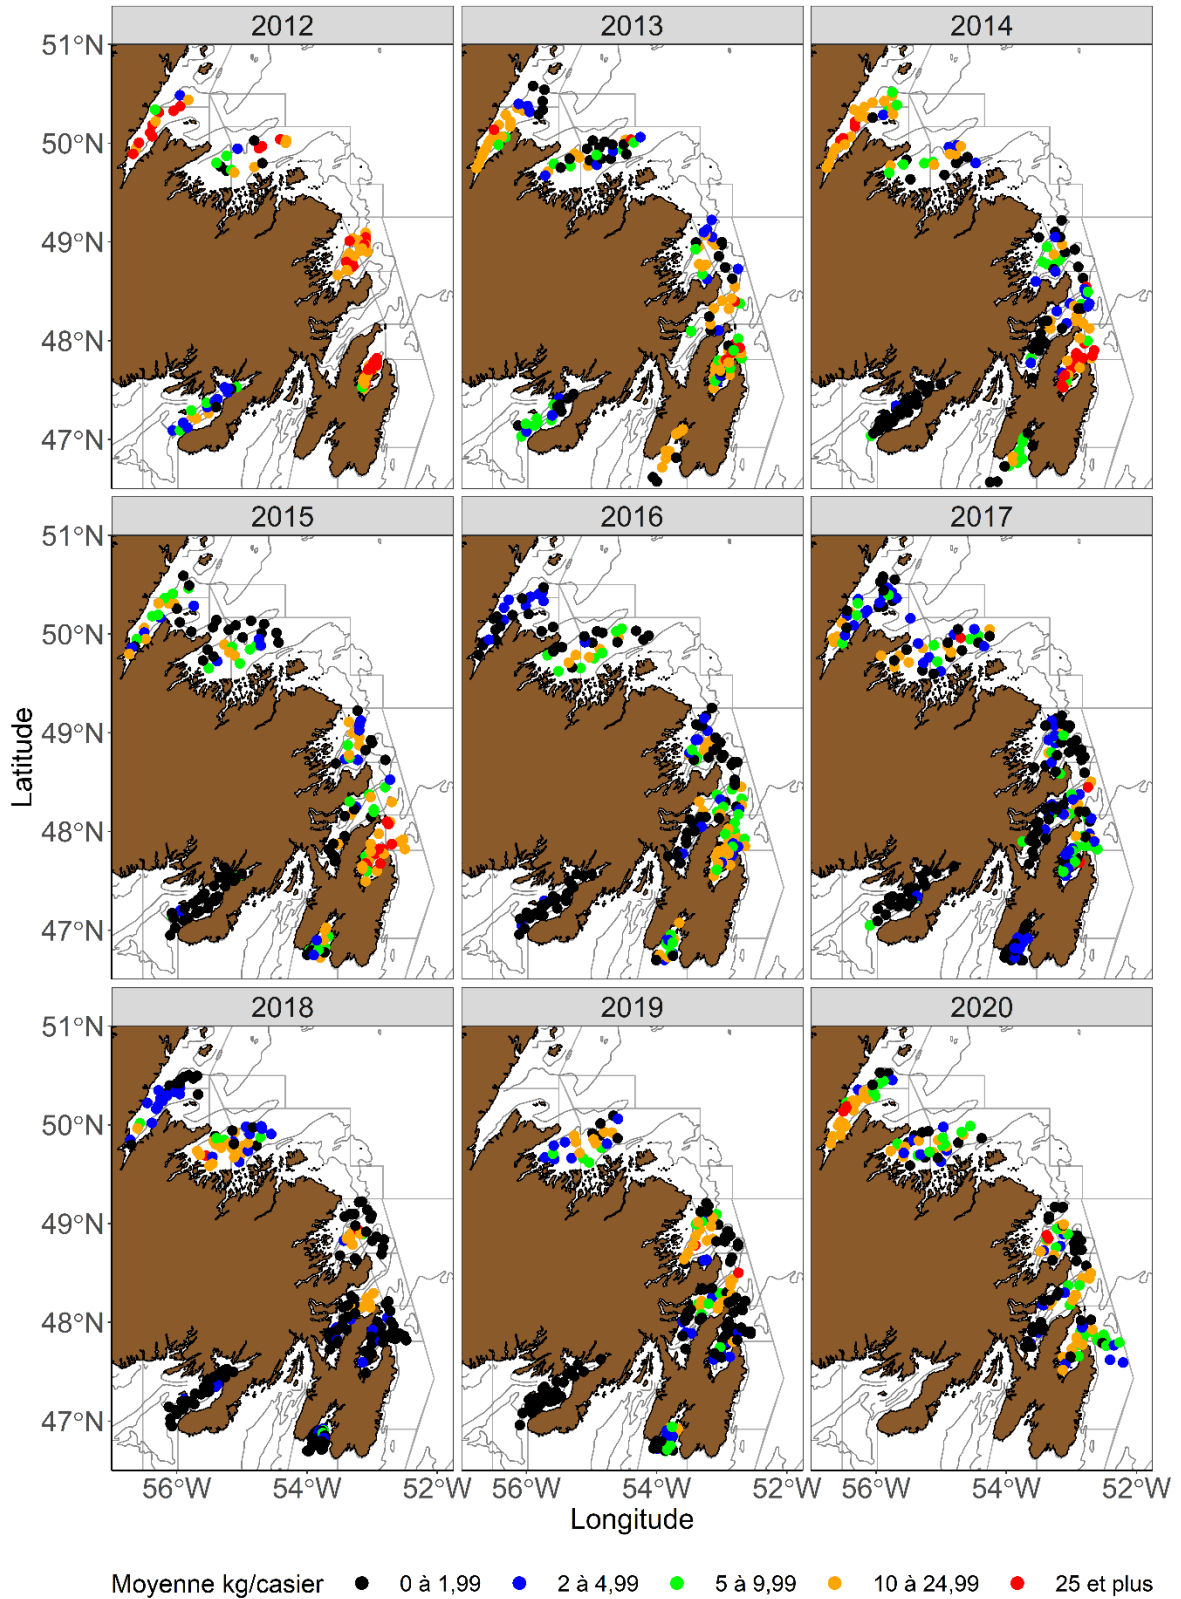 2012 2013 2014
51°N
50°N
49°N
48°N
47°N
2015 2016 2017
51°N
50°N
49°N
48°N
47°N
Latitude
2018 2019 2020
51°N
50°N
49°N
48°N
47°N
56°W 54°W 52°W 56°W 54°W 52°W 56°W 54°W 52°W
Longitude
Moyenne kg/casier 0 à 1,99 2 à 4,99 5 à 9,99 10 à 24,99 25 et plus